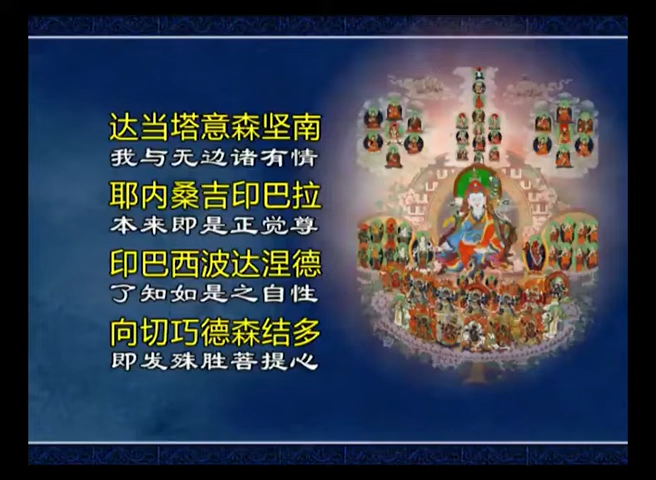 达当塔意森坚南
我与无边诸有情
耶内桑吉印巴拉
本来即是正觉尊
印巴西波达涅德
了知如是之自性
向切巧德森结多
即发殊胜菩提心